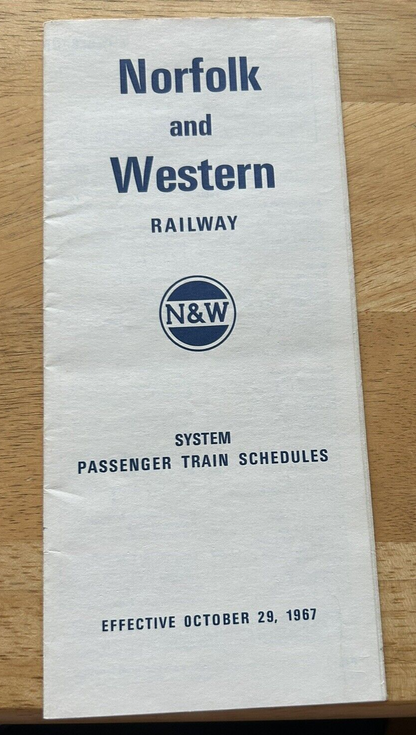 Norfolk
and
Western
RAILWAY
N&W
SYSTEM
PASSENGER TRAIN SCHEDULES
EFFECTIVE OCTOBER 29, 1967